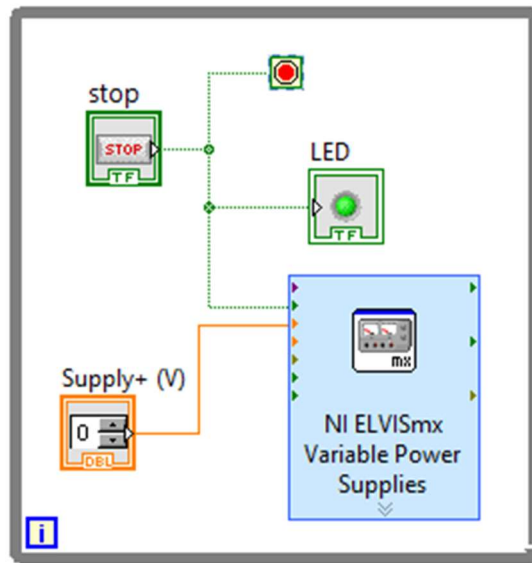 stop
STOP
TF
LED
TF
Supply+ (V)
0
DBL
mx
NI ELVISmx
Variable Power
Supplies
i